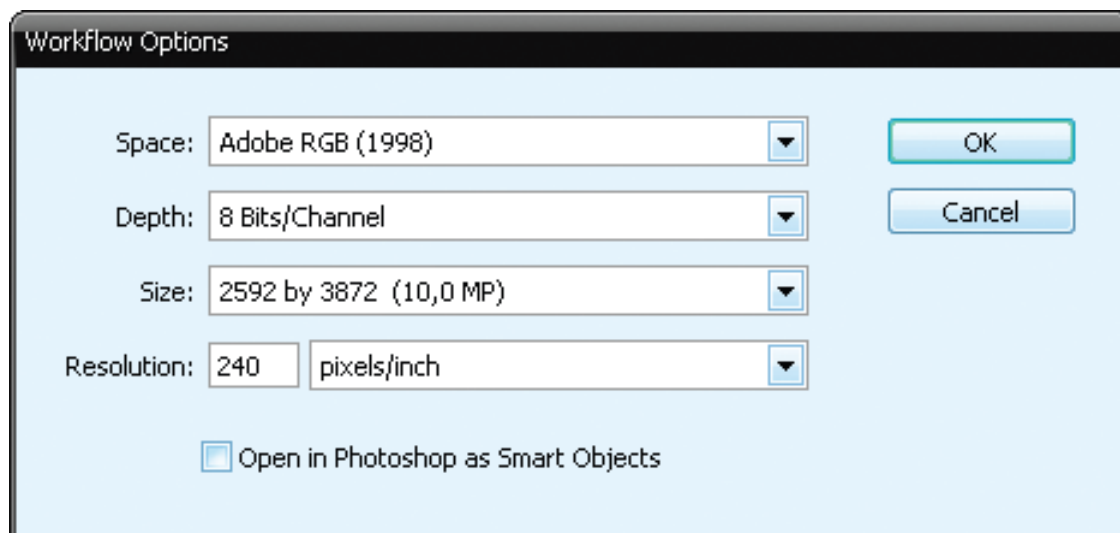 Workflow Options
Space: Adobe RGB (1998) OK
Depth: 8 Bits/Channel Cancel
Size: 2592 by 3872 (10,0 MP)
Resolution: 240 pixels/inch
Open in Photoshop as Smart Objects